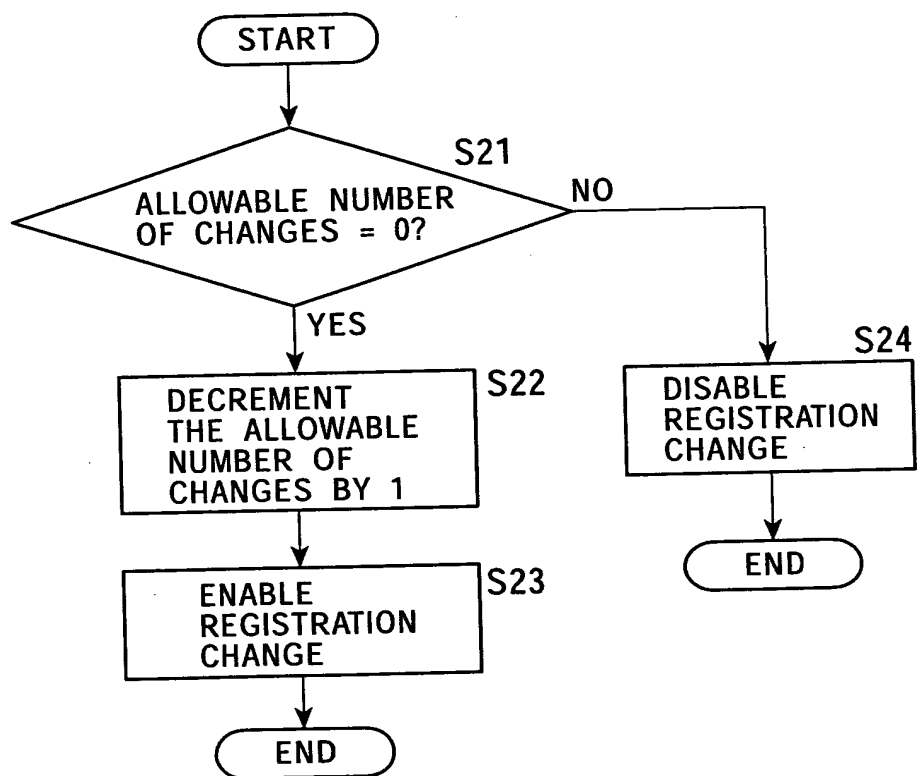 START
S21
ALLOWABLE NUMBER
OF CHANGES = 0?
NO
YES
S22
DECREMENT
THE ALLOWABLE
NUMBER OF
CHANGES BY 1
S24
DISABLE
REGISTRATION
CHANGE
S23
ENABLE
REGISTRATION
CHANGE
END
END